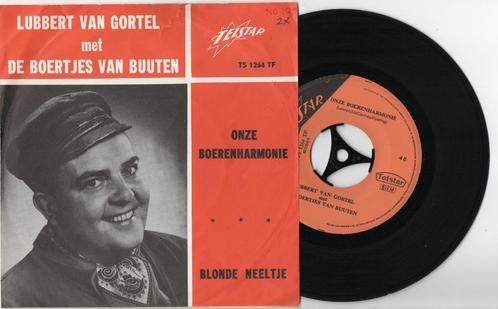 LUBBERT VAN GORTEL
met
DE BOERTJES VAN BUUTEN
TELSTAR
TS 1264 TF
2x
ONZE
BOERENHARMONIE
* * *
BLONDE NEELTJE
ONZE BOERENHARMONIE
45
Telstar
LUBBERT VAN GORTEL
met
BOERTJES VAN BUUTEN